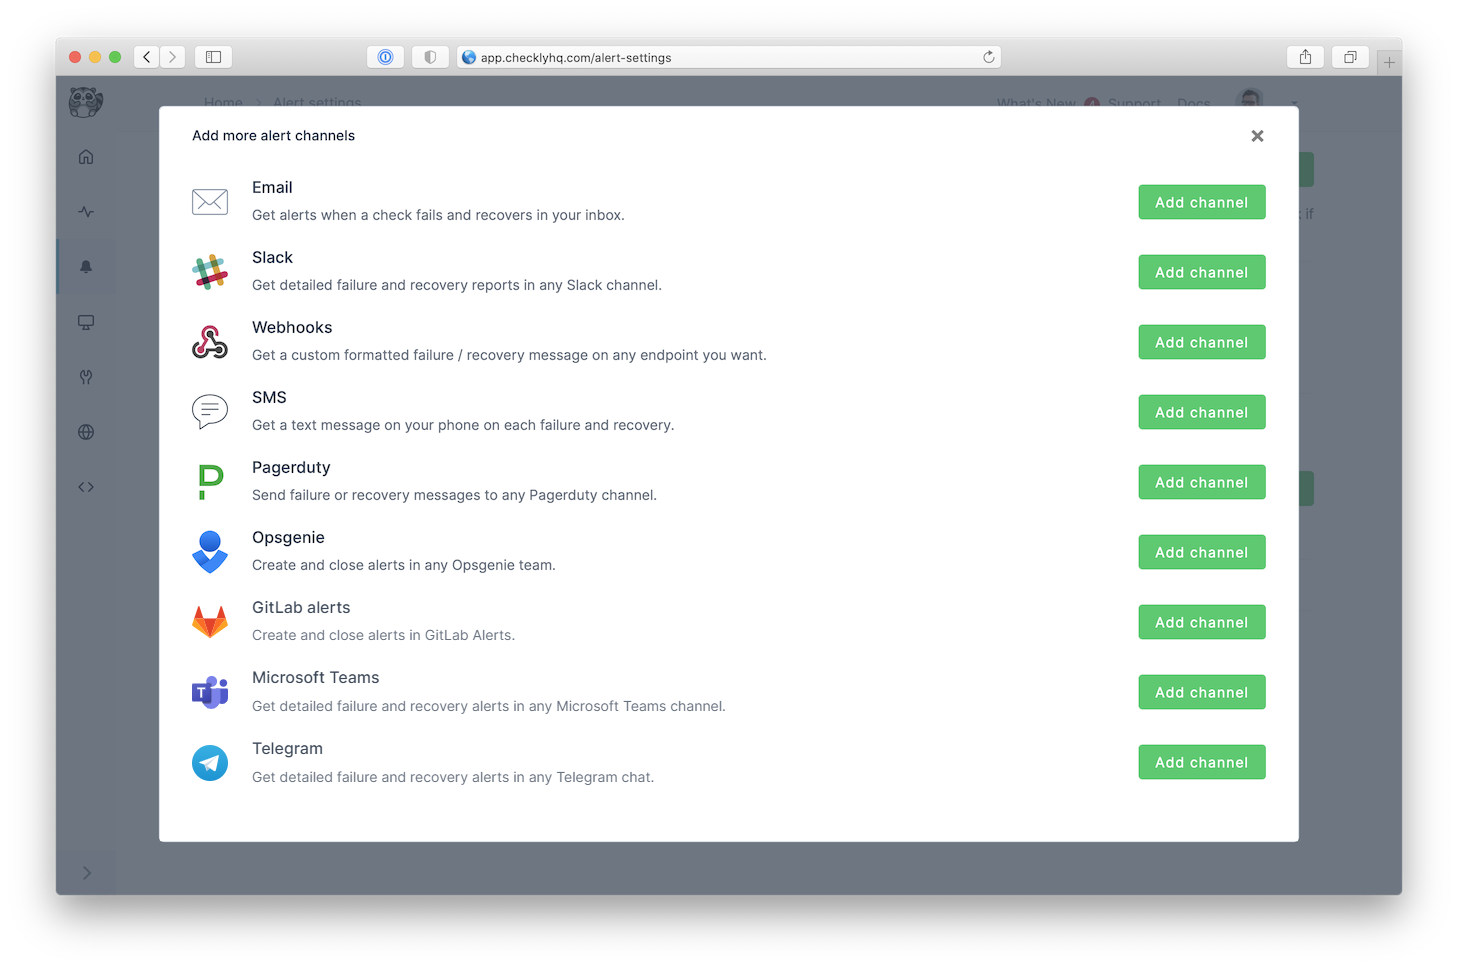 app.checklyhq.com/alert-settings
Home > Alert settings
What's New 4 Support Docs
Add more alert channels
Email
Get alerts when a check fails and recovers in your inbox.
Add channel
if
Slack
Get detailed failure and recovery reports in any Slack channel.
Add channel
Webhooks
Get a custom formatted failure / recovery message on any endpoint you want.
Add channel
SMS
Get a text message on your phone on each failure and recovery.
Add channel
Pagerduty
Send failure or recovery messages to any Pagerduty channel.
Add channel
Opsgenie
Create and close alerts in any Opsgenie team.
Add channel
GitLab alerts
Create and close alerts in GitLab Alerts.
Add channel
Microsoft Teams
Get detailed failure and recovery alerts in any Microsoft Teams channel.
Add channel
Telegram
Get detailed failure and recovery alerts in any Telegram chat.
Add channel